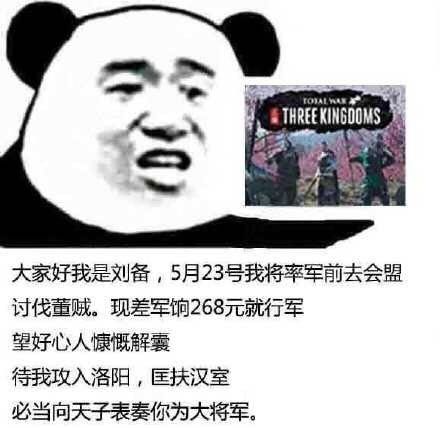 TOTAL WAR
THREE KINGDOMS
大家好我是刘备，5月23号我将率军前去会盟
讨伐董贼。现差军饷268元就行军
望好心人慷慨解囊
待我攻入洛阳，匡扶汉室
必当向天子表奏你为大将军。